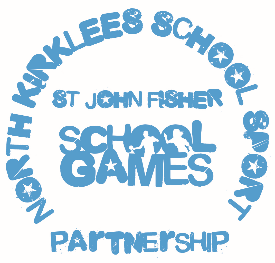 NORTH KIRKLEES SCHOOL SPORT
ST JOHN FISHER
SCHOOL
GAMES
PARTNERSHIP